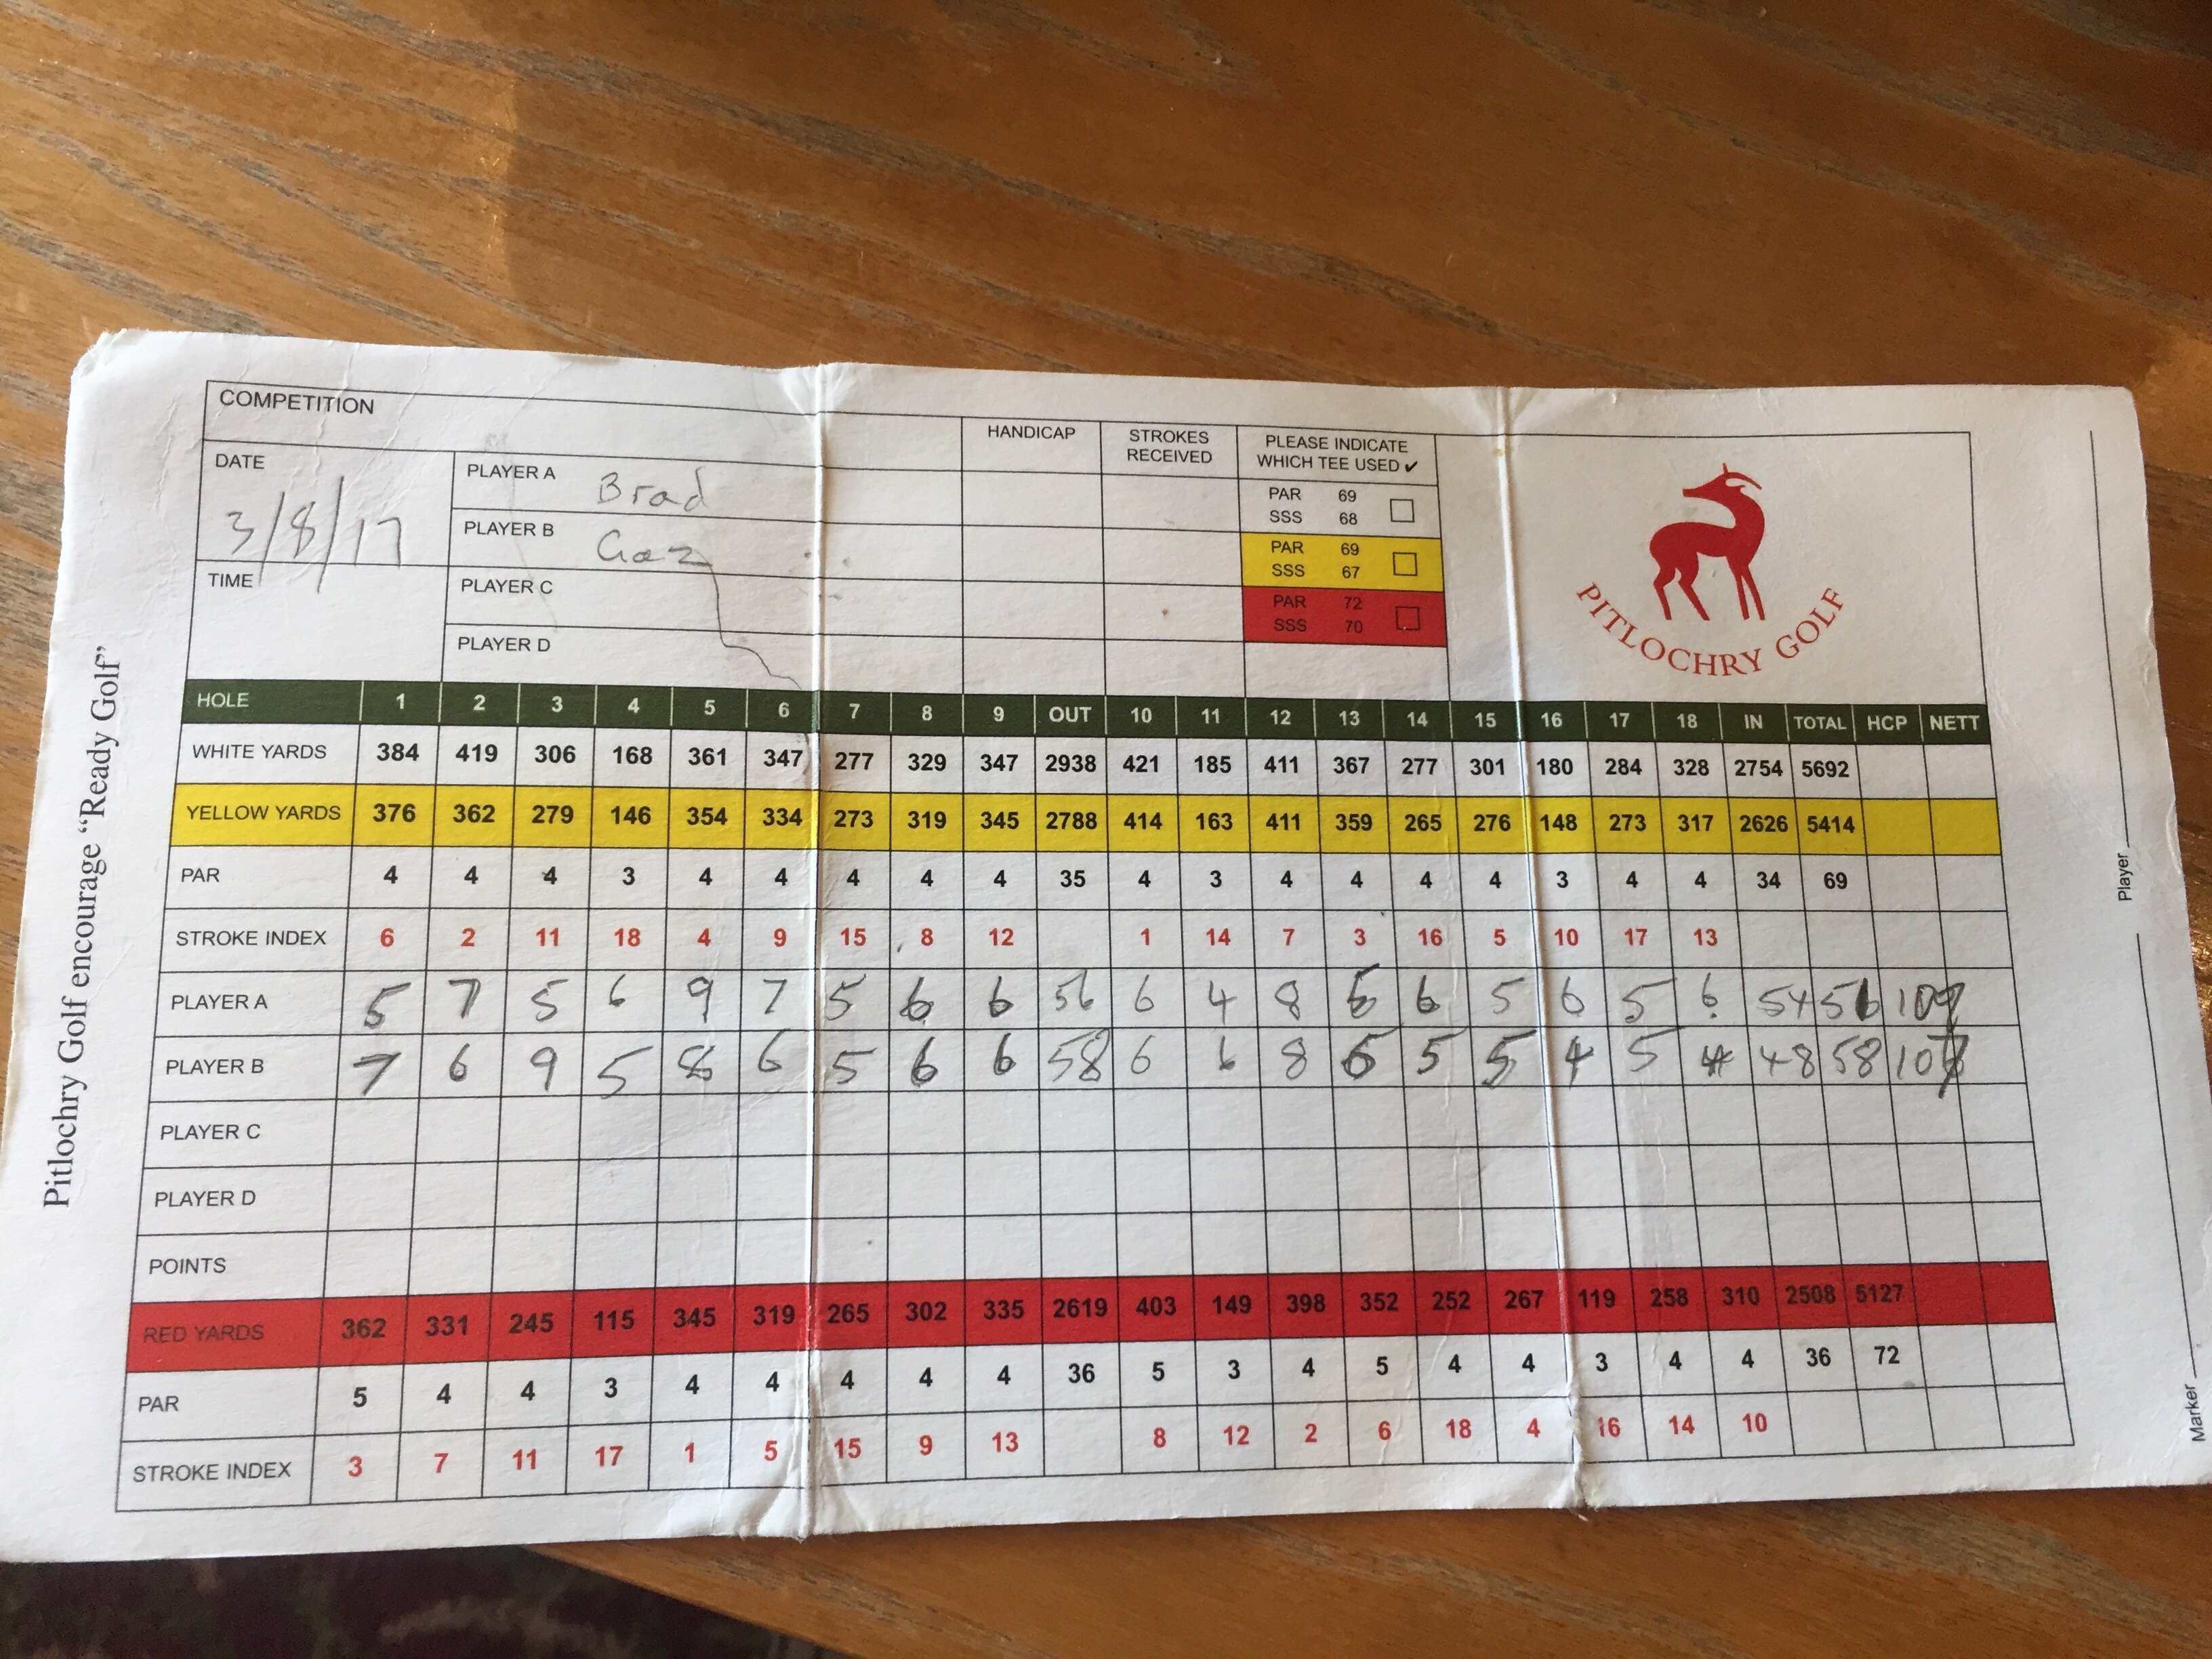 COMPETITION
HANDICAP
STROKES RECEIVED
PLEASE INDICATE
WHICH TEE USED ✓
DATE
3/8/17
TIME
PLAYER A Brad
PLAYER B Gaz
PLAYER C
PLAYER D
PAR 69
SSS 68
PAR 69
SSS 67
PAR 72
SSS 70
PITLOCHRY GOLF
HOLE 1 2 3 4 5 6 7 8 9 OUT 10 11 12 13 14 15 16 17 18 IN TOTAL HCP NETT
WHITE YARDS 384 419 306 168 361 347 277 329 347 2938 421 185 411 367 277 301 180 284 328 2754 5692
YELLOW YARDS 376 362 279 146 354 334 273 319 345 2788 414 163 411 359 265 276 148 273 317 2626 5414
PAR 4 4 4 3 4 4 4 4 4 35 4 3 4 4 4 4 3 4 4 34 69
STROKE INDEX 6 2 11 18 4 9 15 8 12 1 14 7 3 16 5 10 17 13
PLAYER A 5 7 5 6 9 7 5 6 6 56 6 4 8 6 5 6 5 6 54 56
PLAYER B 7 6 9 5 8 6 5 6 6 58 6 6 8 6 5 5 4 5 4 48 58
PLAYER C
PLAYER D
POINTS
RED YARDS 362 331 245 115 345 319 265 302 335 2619 403 149 398 352 252 267 119 258 310 2508 5127
PAR 5 4 4 3 4 4 4 4 4 36 5 3 4 5 4 4 3 4 4 36 72
STROKE INDEX 3 7 11 17 1 5 15 9 13 8 12 2 6 18 4 16 14 10
Pitlochry Golf encourage “Ready Golf”
Player
Marker